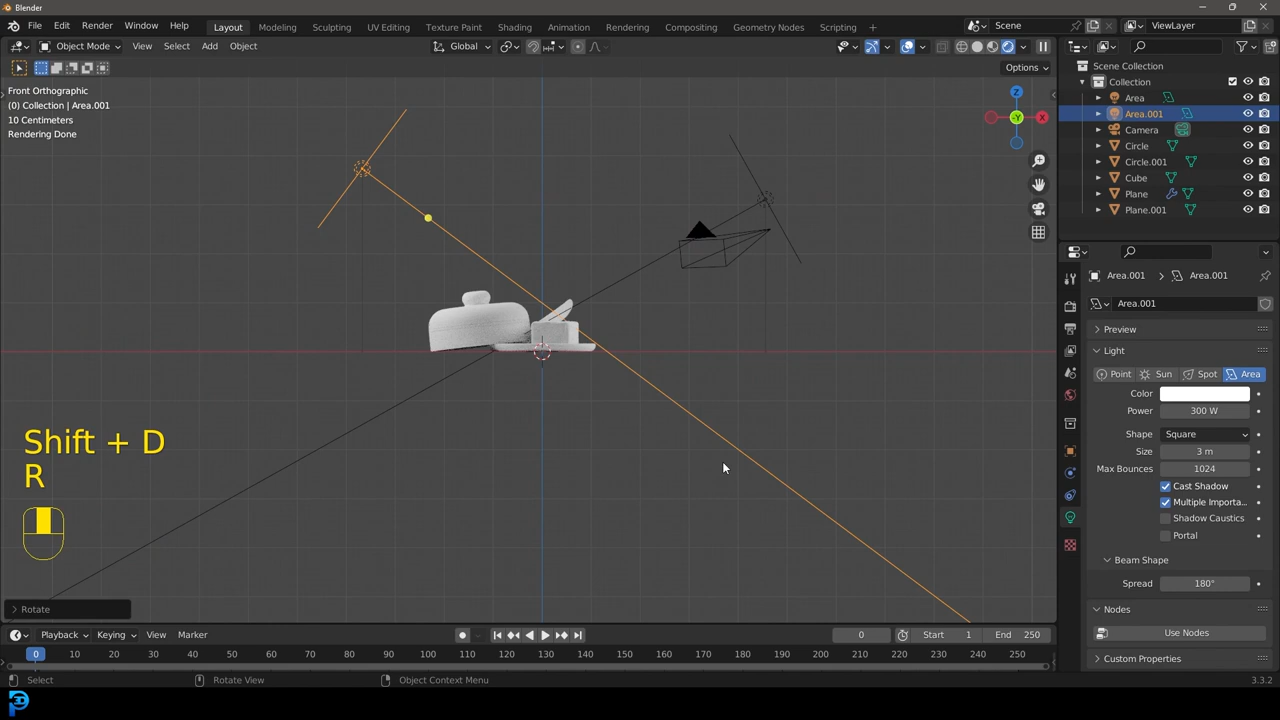 Blender
File Edit Render Window Help
Layout Modeling Sculpting UV Editing Texture Paint Shading Animation Rendering Compositing Geometry Nodes Scripting +
Scene
ViewLayer
Object Mode View Select Add Object
Global
Options
Front Orthographic
(0) Collection | Area.001
10 Centimeters
Rendering Done
Z
-Y
X
Shift + D
R
Rotate
Scene Collection
Collection
Area
Area.001
Camera
Circle
Circle.001
Cube
Plane
Plane.001
Area.001 > Area.001
Area.001
Preview
Light
Point Sun Spot Area
Color
Power 300 W
Shape Square
Size 3 m
Max Bounces 1024
Cast Shadow
Multiple Importa...
Shadow Caustics
Portal
Beam Shape
Spread 180°
Nodes
Use Nodes
Custom Properties
Playback Keying View Marker
0
Start 1
End 250
0 10 20 30 40 50 60 70 80 90 100 110 120 130 140 150 160 170 180 190 200 210 220 230 240 250
Select
Rotate View
Object Context Menu
3.3.2